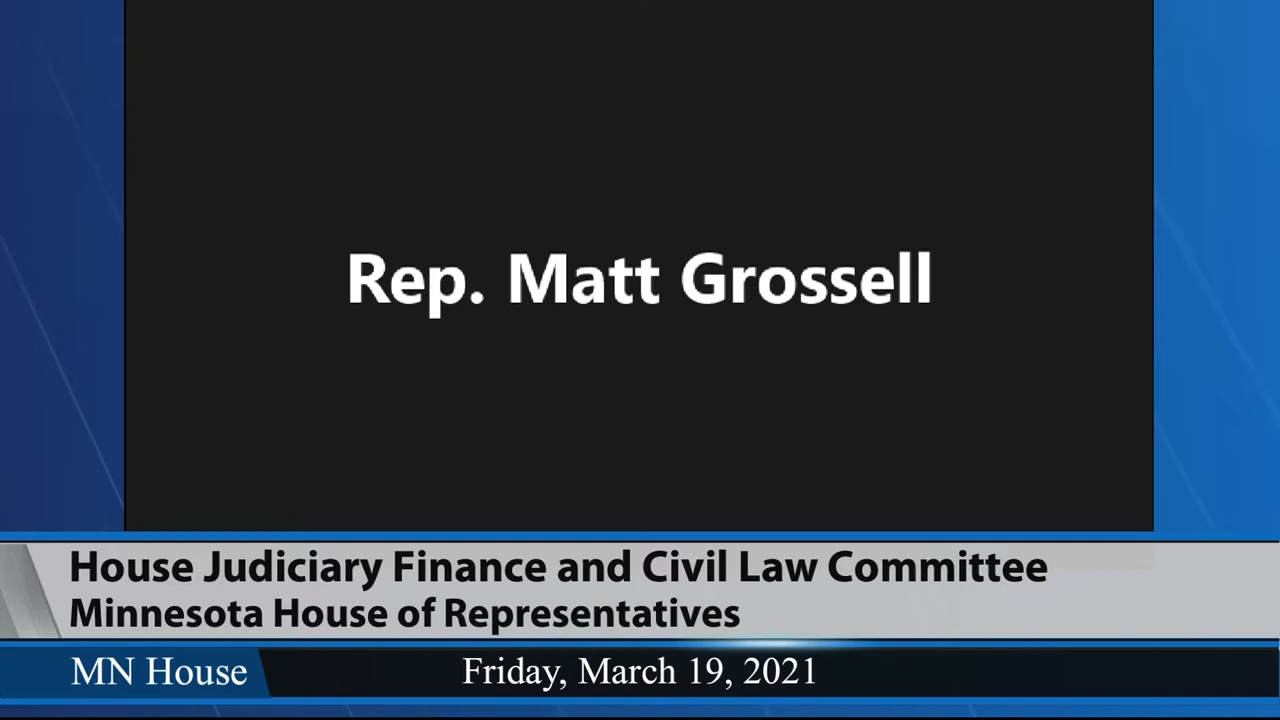 Rep. Matt Grossell
House Judiciary Finance and Civil Law Committee
Minnesota House of Representatives
MN House
Friday, March 19, 2021